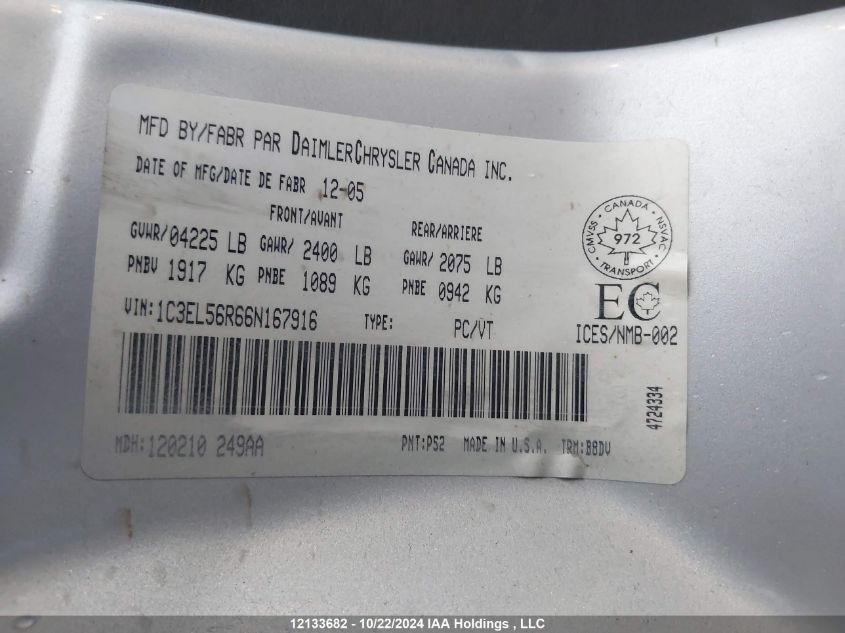 MFD BY/FABR PAR DAIMLERCHRYSLER CANADA INC.
DATE OF MFG/DATE DE FABR 12-05
FRONT/AVANT REAR/ARRIERE
GVWR/04225 LB GAWR/ 2400 LB GAWR/ 2075 LB
PNBV 1917 KG PNBE 1089 KG PNBE 0942 KG
VIN:1C3EL56R66N167916 TYPE: PC/VT
CANADA
CMVSS 972 NSVAC
TRANSPORT
EC
ICES/NMB-002
4724334
MDH:120210 249AA PNT:PS2 MADE IN U.S.A. TRM:B8DV
12133682 - 10/22/2024 IAA Holdings , LLC